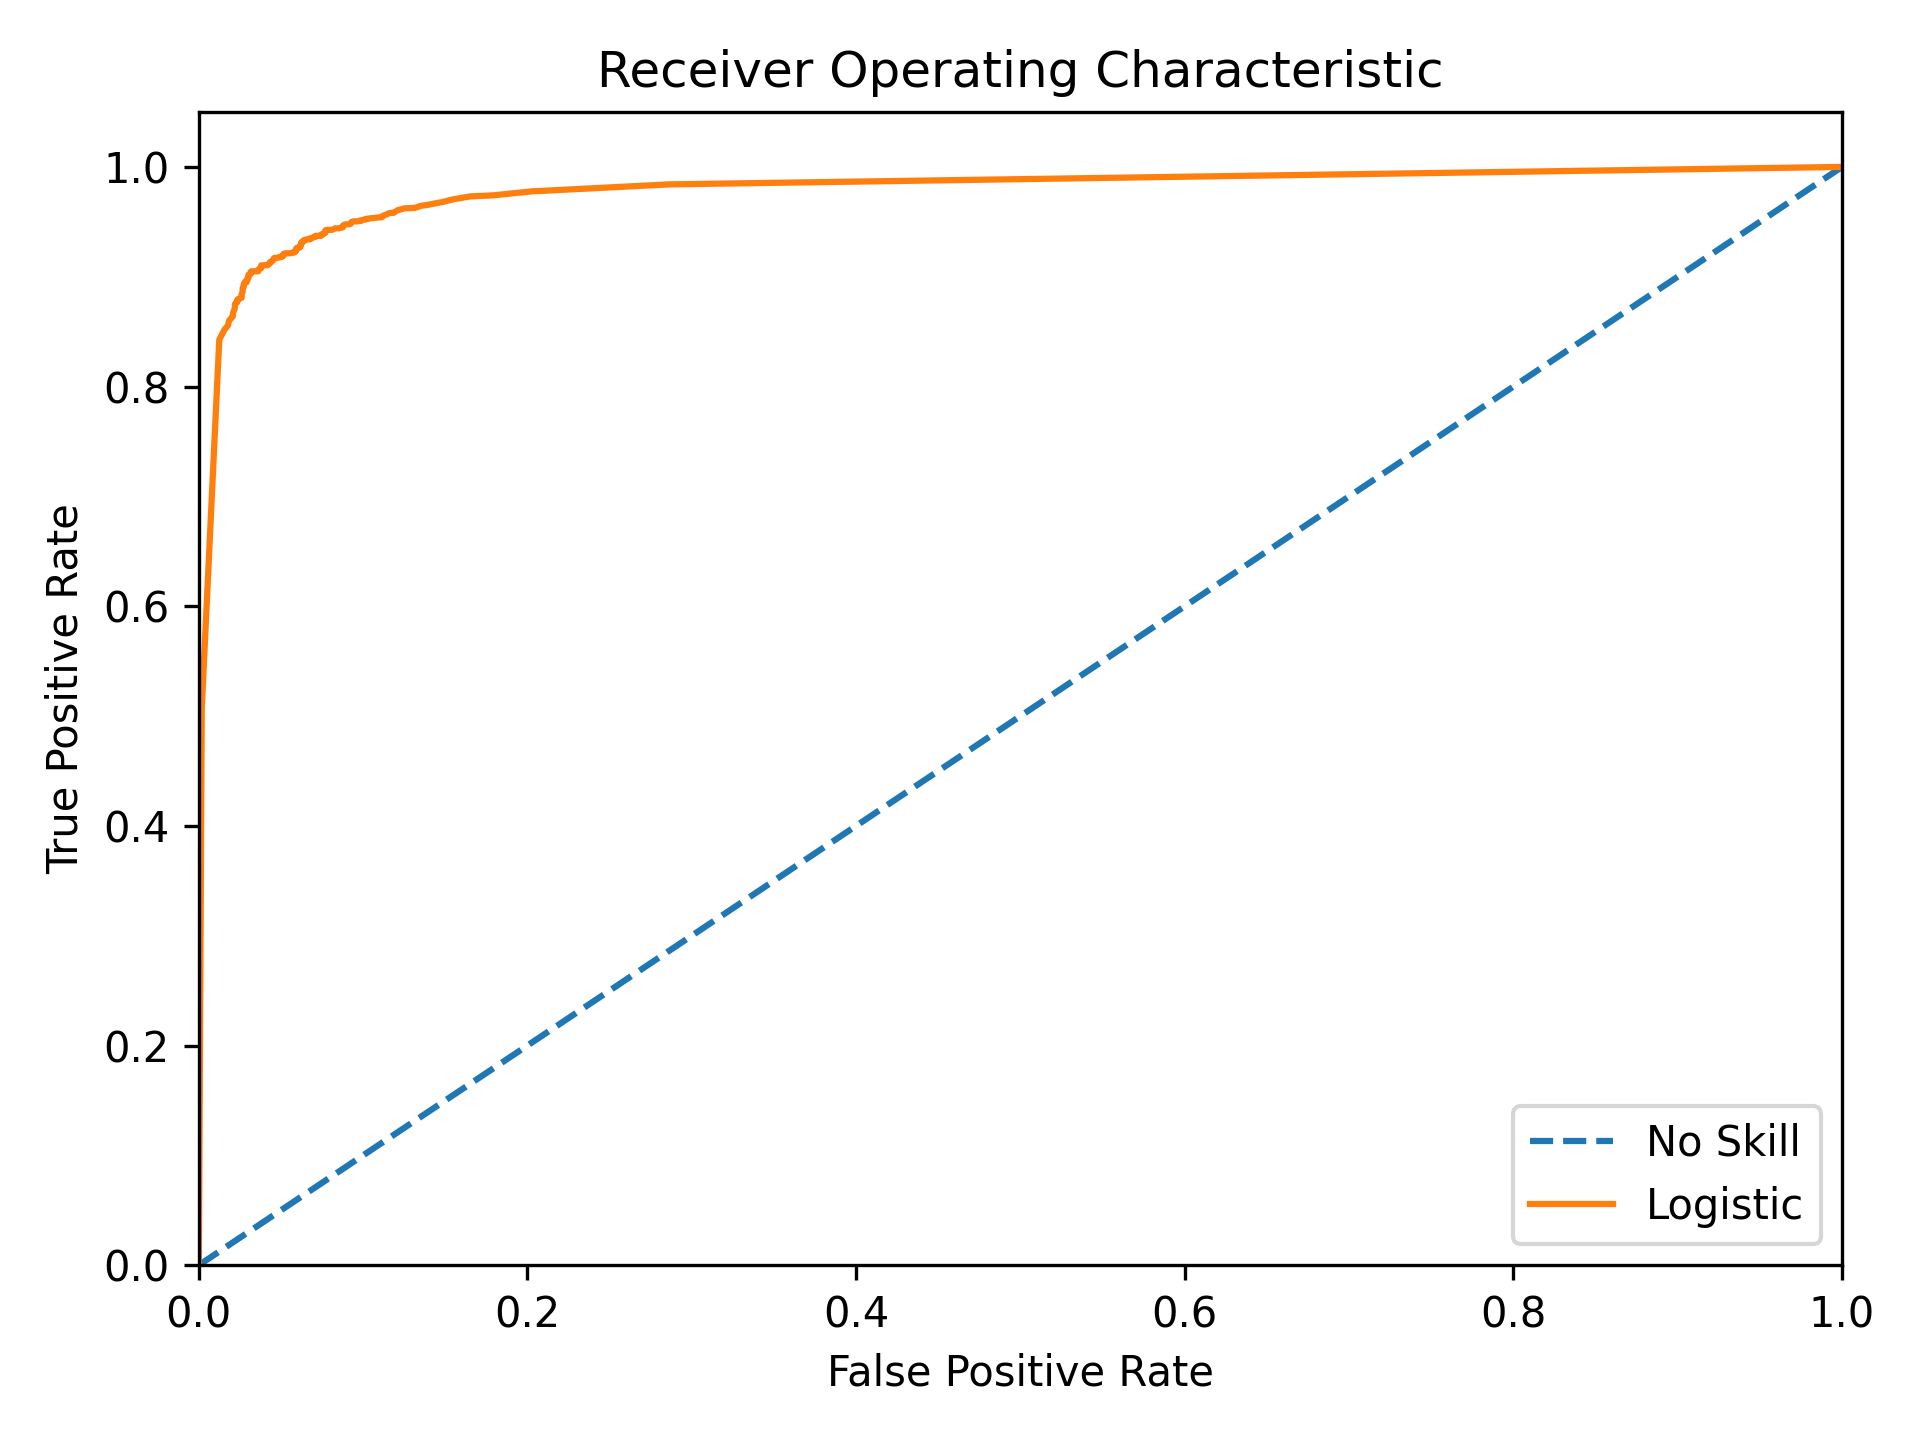 Receiver Operating Characteristic
1.0
0.8
0.6
0.4
0.2
0.0
True Positive Rate
No Skill
Logistic
0.0 0.2 0.4 0.6 0.8 1.0
False Positive Rate